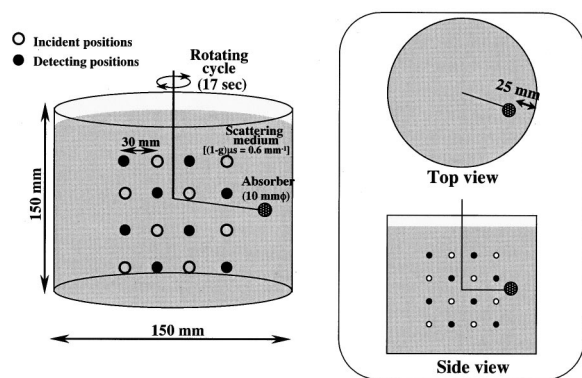 Incident positions
Detecting positions
Rotating
cycle
(17 sec)
Scattering
medium
[(1-g)μs = 0.6 mm⁻¹]
30 mm
Absorber
(10 mmφ)
150 mm
150 mm
25 mm
Top view
Side view